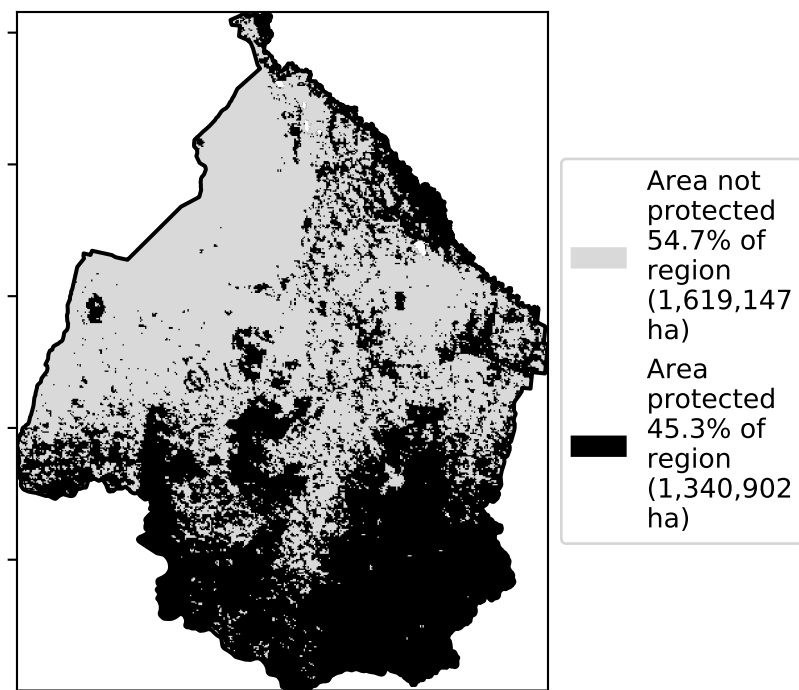 Area not
protected
54.7% of
region
(1,619,147
ha)
Area
protected
45.3% of
region
(1,340,902
ha)